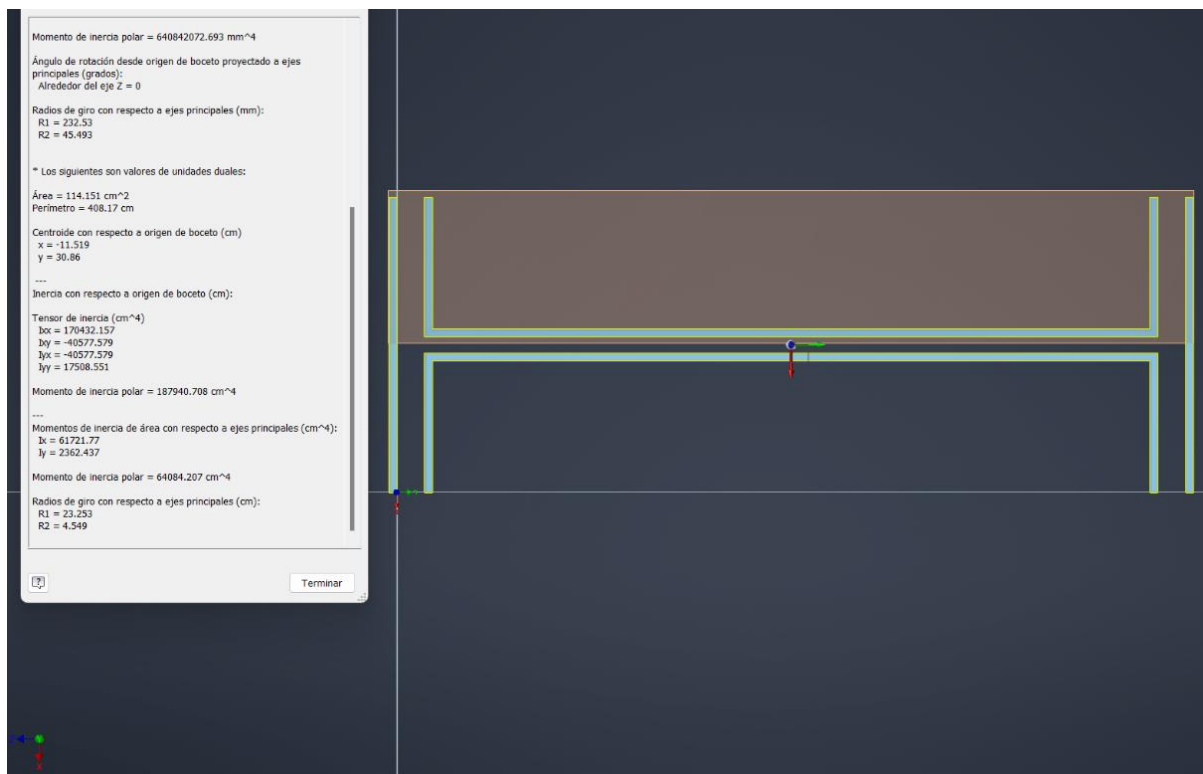 Momento de inercia polar = 640842072.693 mm^4
Ángulo de rotación desde origen de boceto proyectado a ejes
principales (grados):
Alrededor del eje Z = 0
Radios de giro con respecto a ejes principales (mm):
R1 = 232.53
R2 = 45.493
* Los siguientes son valores de unidades duales:
Área = 114.151 cm^2
Perímetro = 408.17 cm
Centroide con respecto a origen de boceto (cm)
x = -11.519
y = 30.86
---
Inercia con respecto a origen de boceto (cm):
Tensor de inercia (cm^4)
Ixx = 170432.157
Ixy = -40577.579
Iyx = -40577.579
Iyy = 17508.551
Momento de inercia polar = 187940.708 cm^4
---
Momentos de inercia de área con respecto a ejes principales (cm^4):
Ix = 61721.77
Iy = 2362.437
Momento de inercia polar = 64084.207 cm^4
Radios de giro con respecto a ejes principales (cm):
R1 = 23.253
R2 = 4.549
Terminar